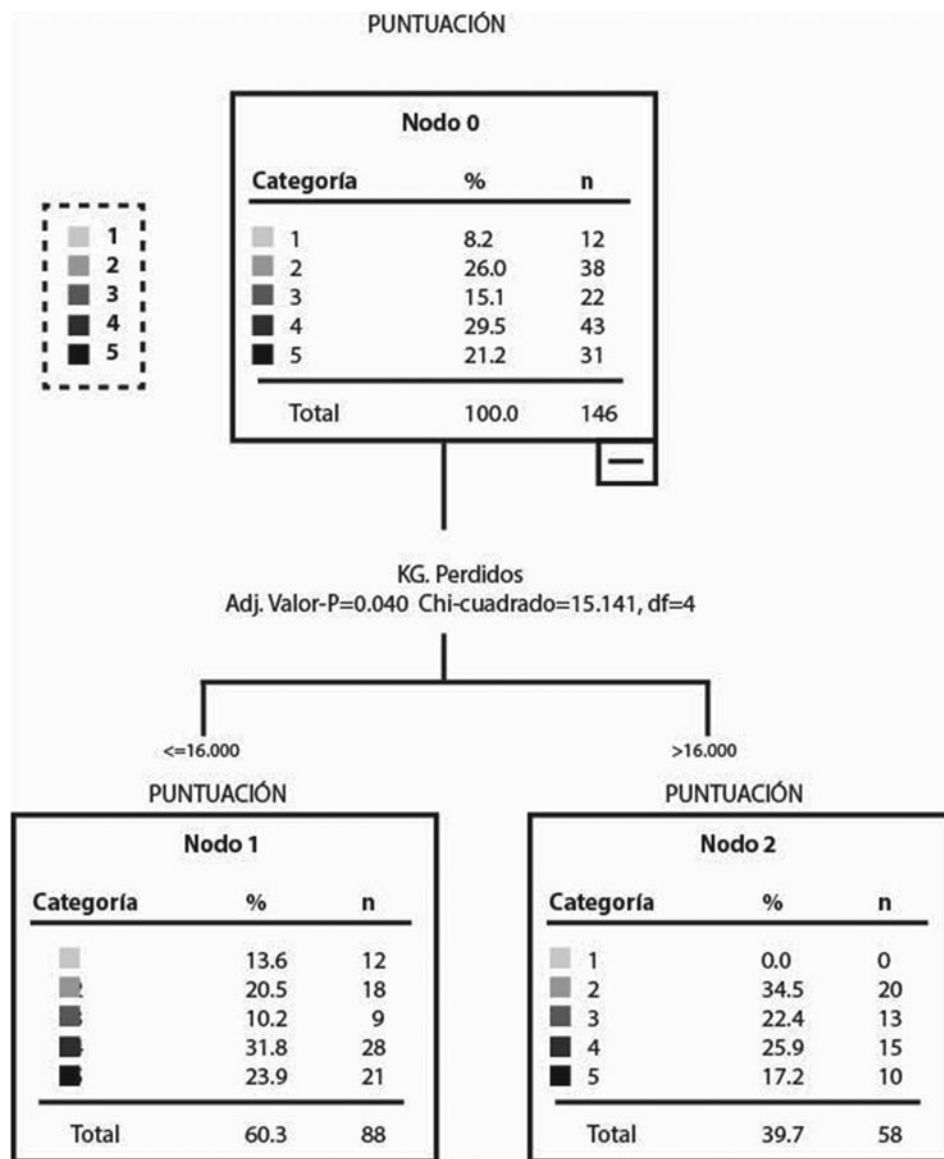 PUNTUACIÓN
Nodo 0
Categoría % n
1 8.2 12
2 26.0 38
3 15.1 22
4 29.5 43
5 21.2 31
Total 100.0 146
1
2
3
4
5
KG. Perdidos
Adj. Valor-P=0.040 Chi-cuadrado=15.141, df=4
<=16.000
>16.000
PUNTUACIÓN
Nodo 1
Categoría % n
13.6 12
20.5 18
10.2 9
31.8 28
23.9 21
Total 60.3 88
PUNTUACIÓN
Nodo 2
Categoría % n
1 0.0 0
2 34.5 20
3 22.4 13
4 25.9 15
5 17.2 10
Total 39.7 58